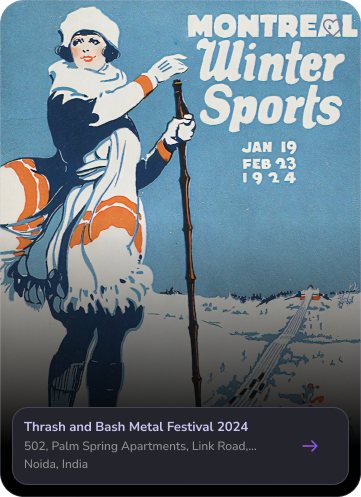 MONTREAL
Winter
Sports
JAN 19
FEB 23
1924
Thrash and Bash Metal Festival 2024
502, Palm Spring Apartments, Link Road,...
Noida, India